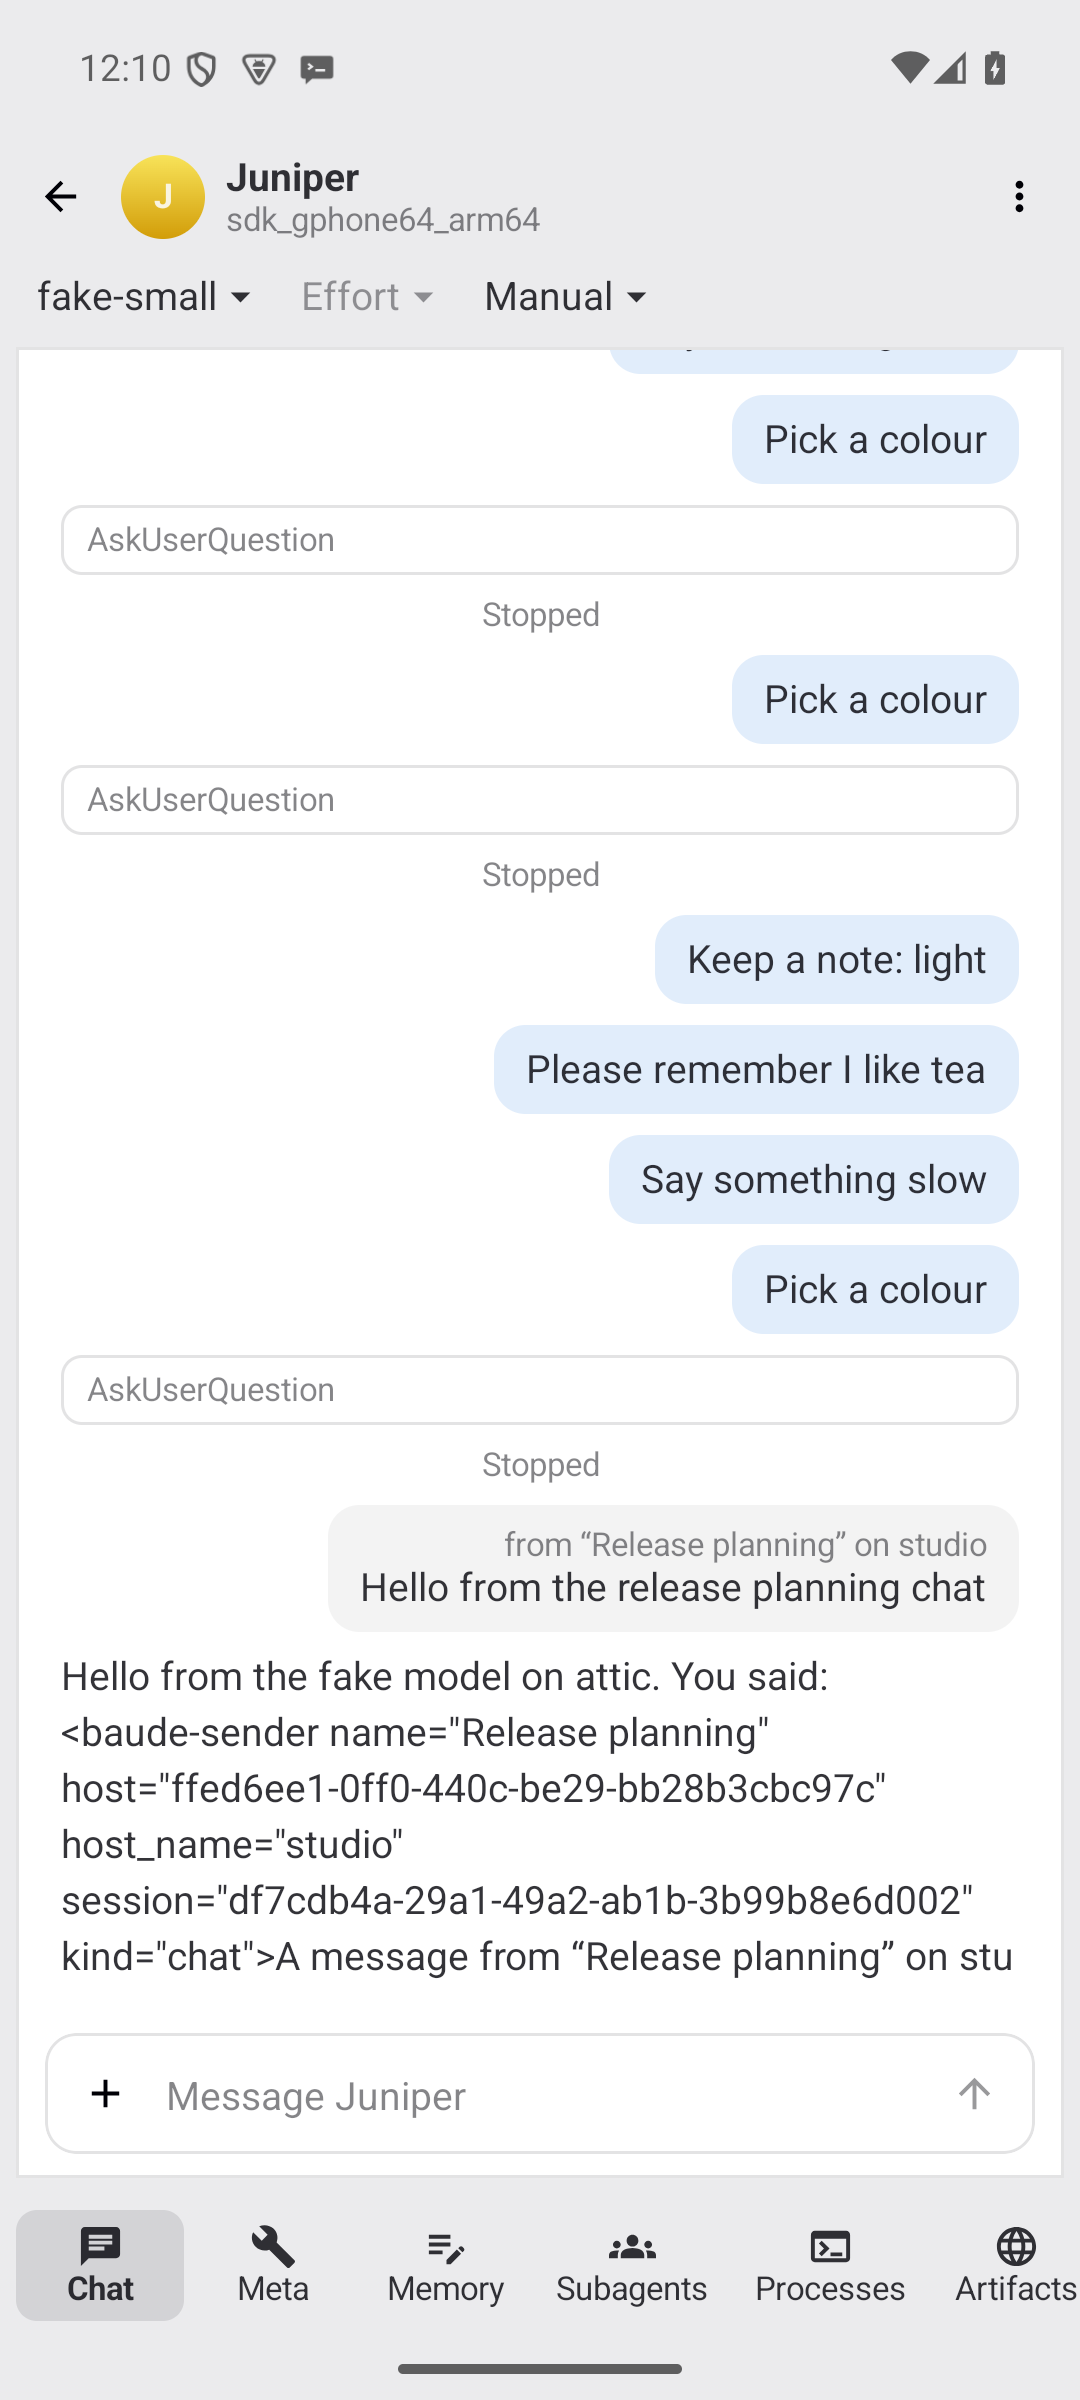 12:10
J
Juniper
sdk_gphone64_arm64
fake-small
Effort
Manual
Pick a colour
AskUserQuestion
Stopped
Pick a colour
AskUserQuestion
Stopped
Keep a note: light
Please remember I like tea
Say something slow
Pick a colour
AskUserQuestion
Stopped
from “Release planning” on studio
Hello from the release planning chat
Hello from the fake model on attic. You said:
<baude-sender name="Release planning"
host="ffed6ee1-0ff0-440c-be29-bb28b3cbc97c"
host_name="studio"
session="df7cdb4a-29a1-49a2-ab1b-3b99b8e6d002"
kind="chat">A message from “Release planning” on stu
Message Juniper
Chat
Meta
Memory
Subagents
Processes
Artifacts